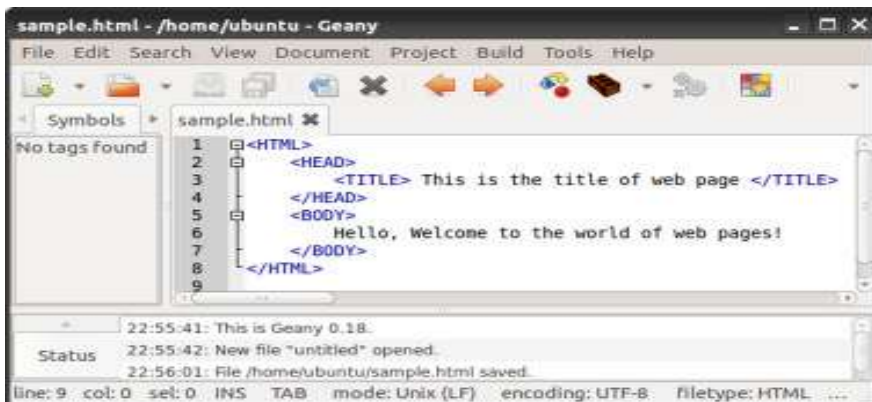 sample.html - /home/ubuntu - Geany
File Edit Search View Document Project Build Tools Help
Symbols
sample.html
No tags found
1 <HTML>
2 <HEAD>
3 <TITLE> This is the title of web page </TITLE>
4 </HEAD>
5 <BODY>
6 Hello, Welcome to the world of web pages!
7 </BODY>
8 </HTML>
9
Status
22:55:41: This is Geany 0.18.
22:55:42: New file "untitled" opened.
22:56:01: File /home/ubuntu/sample.html saved.
line: 9 col: 0 sel: 0 INS TAB mode: Unix (LF) encoding: UTF-8 filetype: HTML ...